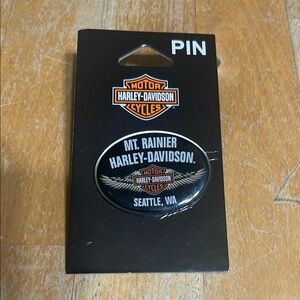 PIN
MOTOR
HARLEY-DAVIDSON
CYCLES
MT. RAINIER
HARLEY-DAVIDSON.
MOTOR
HARLEY-DAVIDSON
CYCLES
SEATTLE, WA